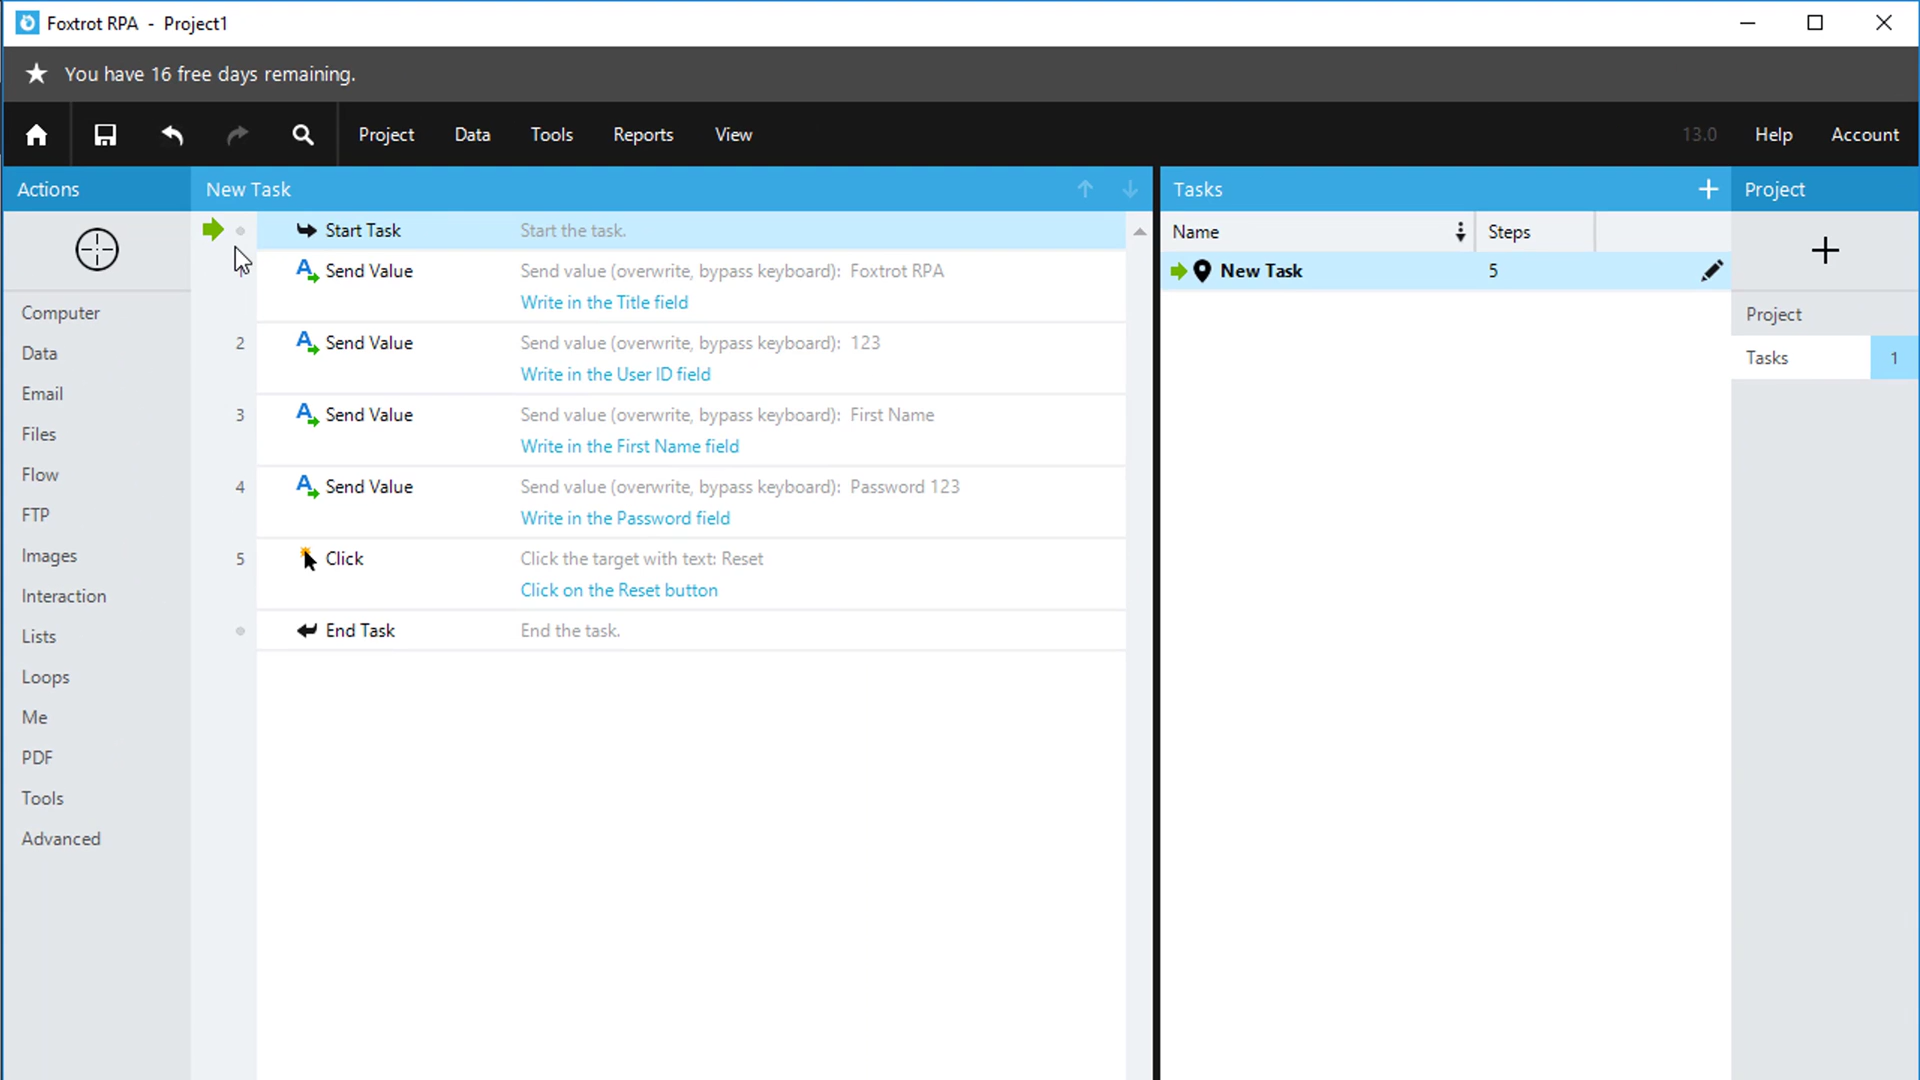 Foxtrot RPA - Project1
You have 16 free days remaining.
Project Data Tools Reports View 13.0 Help Account
Actions New Task Tasks Project
Start Task Start the task. Name Steps
Send Value Send value (overwrite, bypass keyboard): Foxtrot RPA New Task 5
Write in the Title field
Computer Project
2 Send Value Send value (overwrite, bypass keyboard): 123
Data Tasks 1
Write in the User ID field
Email
3 Send Value Send value (overwrite, bypass keyboard): First Name
Files
Write in the First Name field
Flow
4 Send Value Send value (overwrite, bypass keyboard): Password 123
FTP Write in the Password field
Images
5 Click Click the target with text: Reset
Interaction Click on the Reset button
Lists End Task End the task.
Loops
Me
PDF
Tools
Advanced